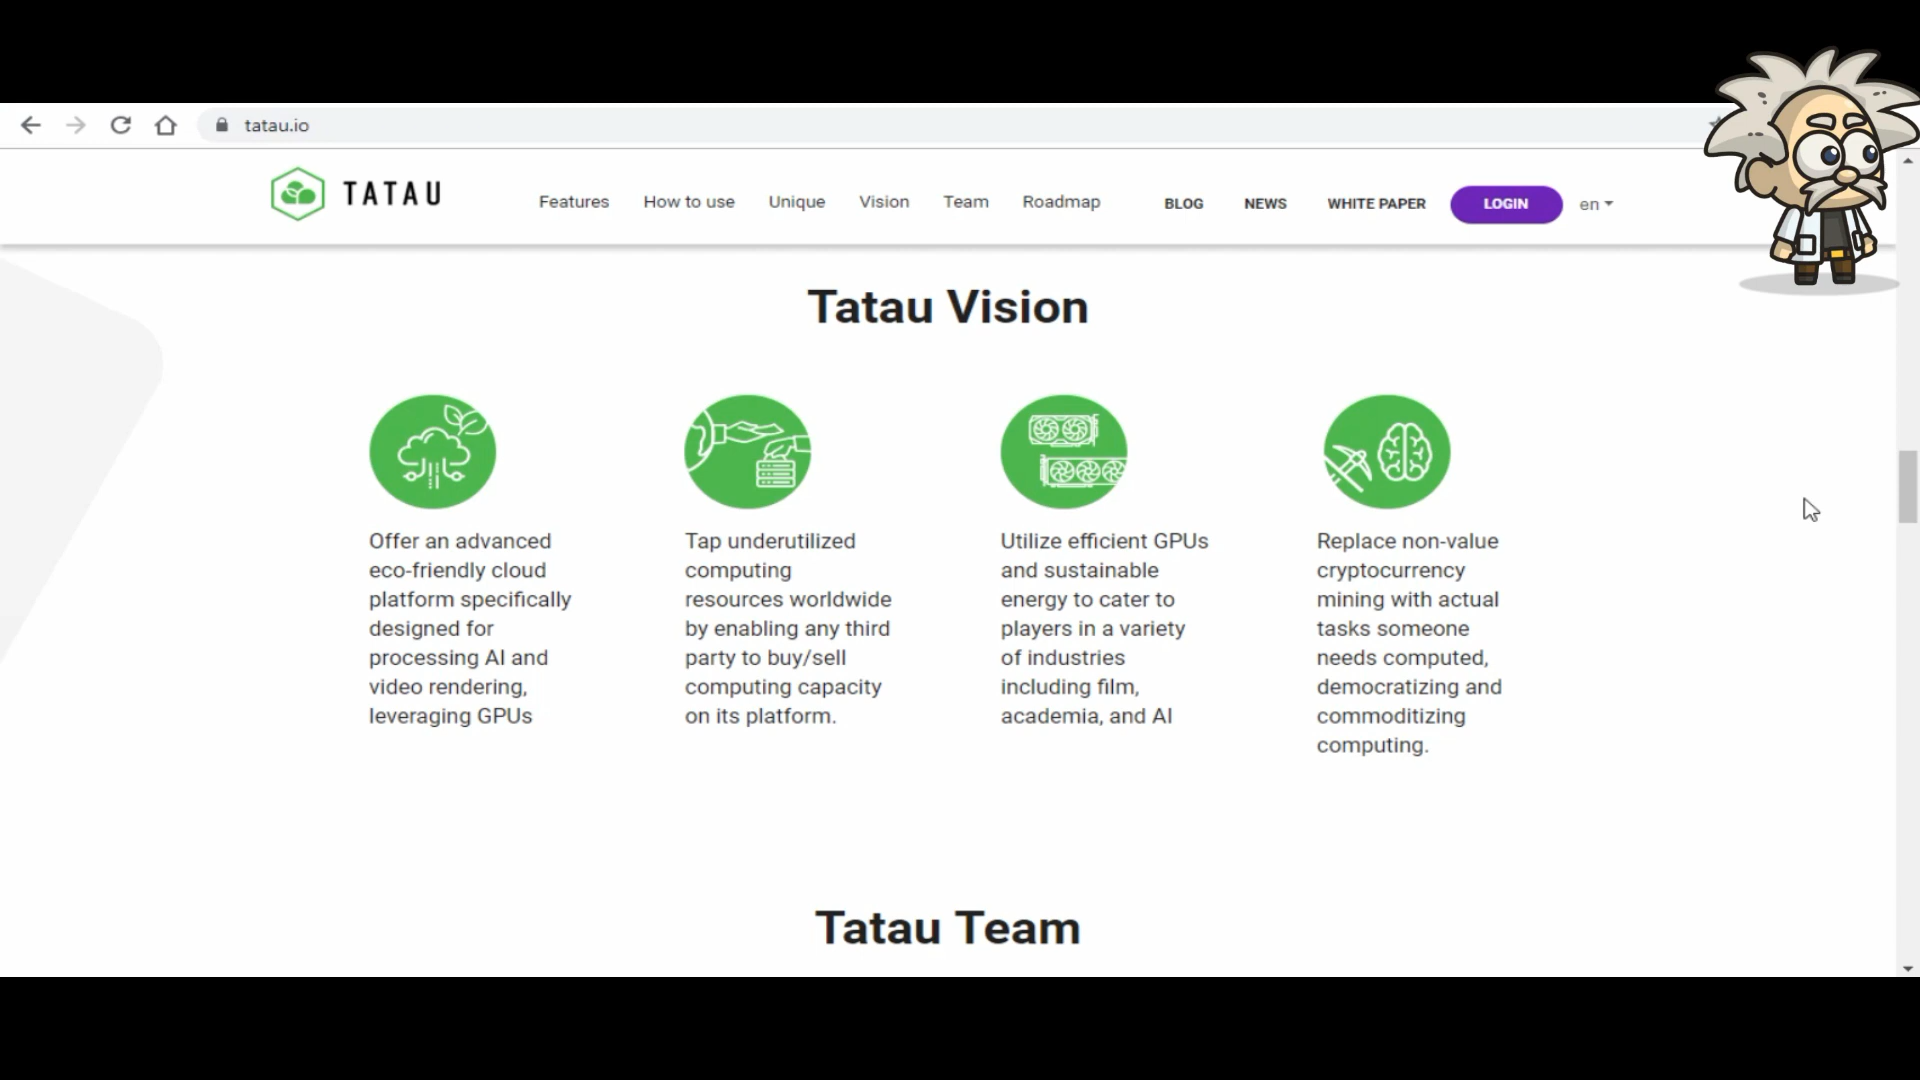 tatau.io
TATAU
Features How to use Unique Vision Team Roadmap BLOG NEWS WHITE PAPER LOGIN en
Tatau Vision
Offer an advanced
eco-friendly cloud
platform specifically
designed for
processing AI and
video rendering,
leveraging GPUs
Tap underutilized
computing
resources worldwide
by enabling any third
party to buy/sell
computing capacity
on its platform.
Utilize efficient GPUs
and sustainable
energy to cater to
players in a variety
of industries
including film,
academia, and AI
Replace non-value
cryptocurrency
mining with actual
tasks someone
needs computed,
democratizing and
commoditizing
computing.
Tatau Team